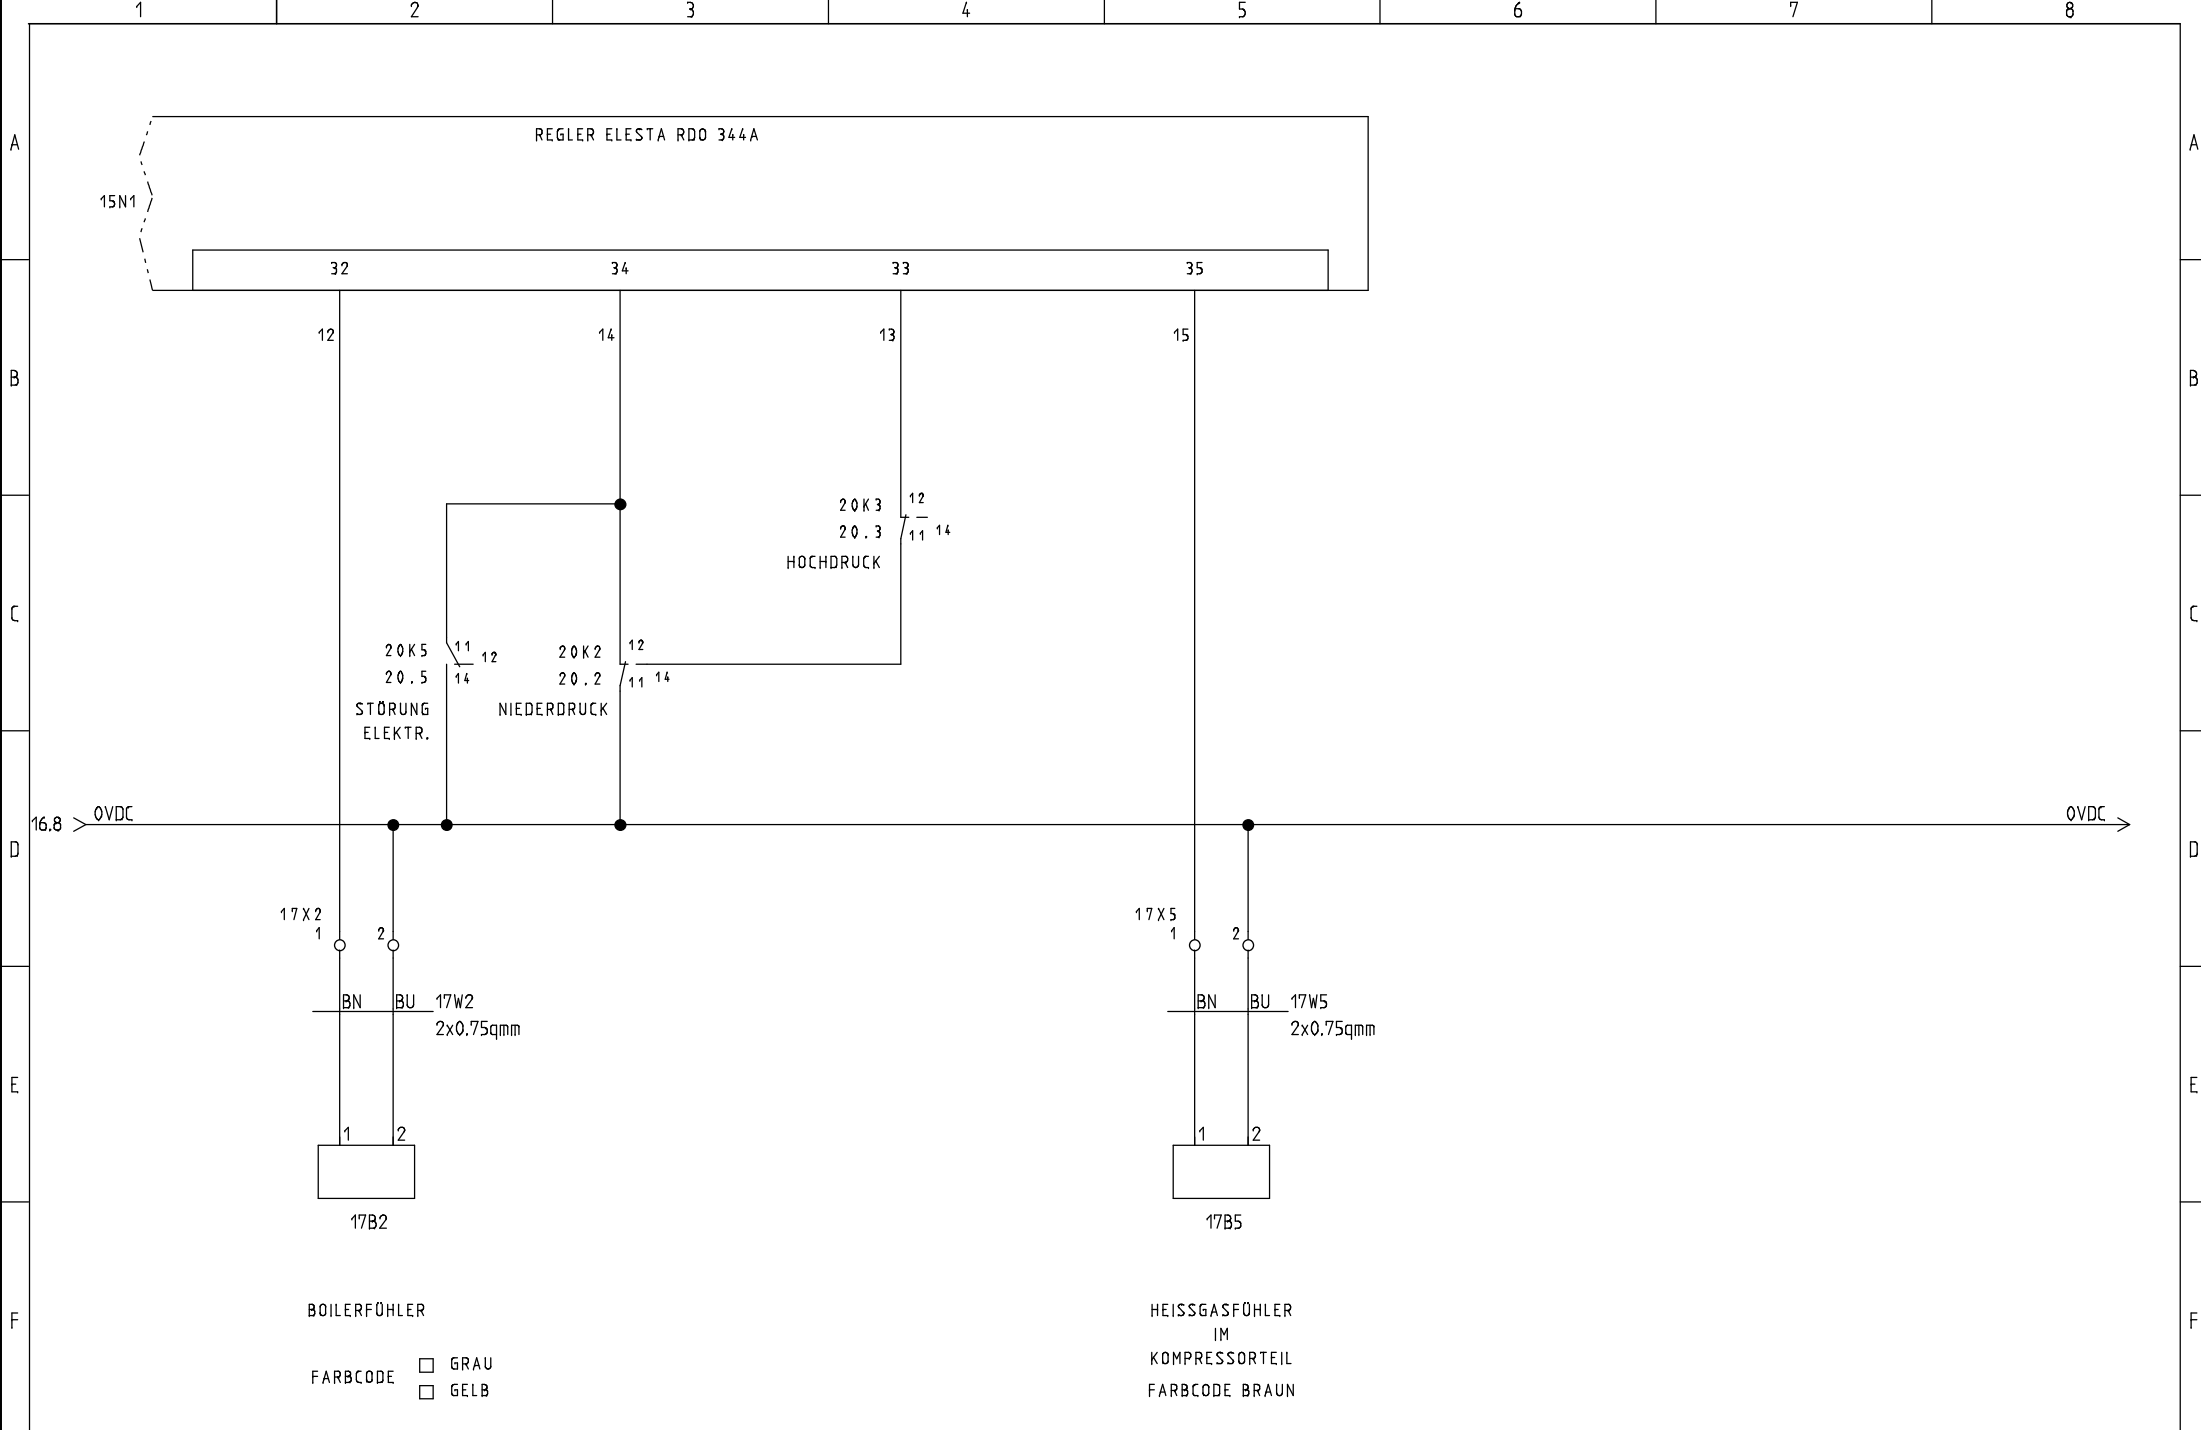 1 2 3 4 5 6 7 8
A REGLER ELESTA RDO 344A A
15N1
32 34 33 35
12 14 13 15
B B
20K3 12
20.3 11 14
HOCHDRUCK
C C
20K5 11 12
20.5 14
STÖRUNG
ELEKTR.
20K2 12
20.2 11 14
NIEDERDRUCK
16.8 0VDC 0VDC
D D
17X2 17X5
1 2 1 2
BN BU 17W2 BN BU 17W5
2x0.75qmm 2x0.75qmm
E E
1 2 1 2
17B2 17B5
BOILERFÜHLER
F F
FARBCODE
GRAU
GELB
HEISSGASFÜHLER
IM
KOMPRESSORTEIL
FARBCODE BRAUN